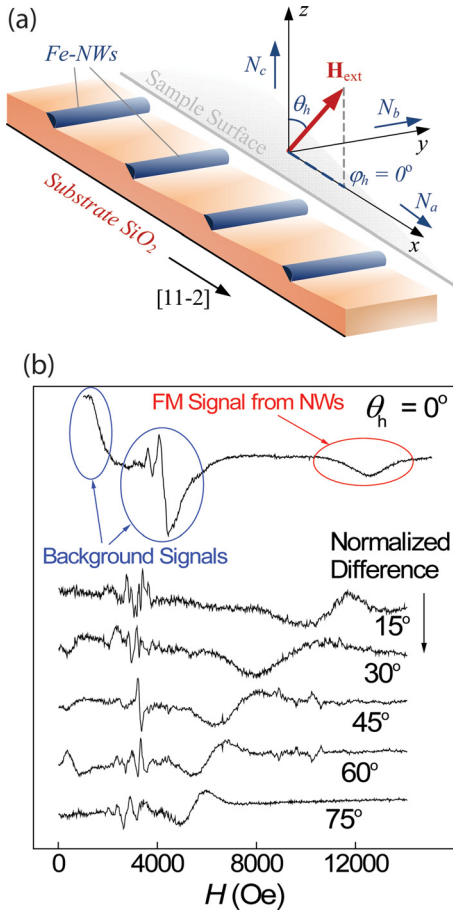 (a)
z
Fe-NWs
N_c
H_ext
θ_h
N_b
Sample Surface
y
φ_h = 0°
N_a
x
Substrate SiO₂
[11-2]
(b)
FM Signal from NWs
θ_h = 0°
Background Signals
Normalized
Difference
15°
30°
45°
60°
75°
0 4000 8000 12000
H (Oe)